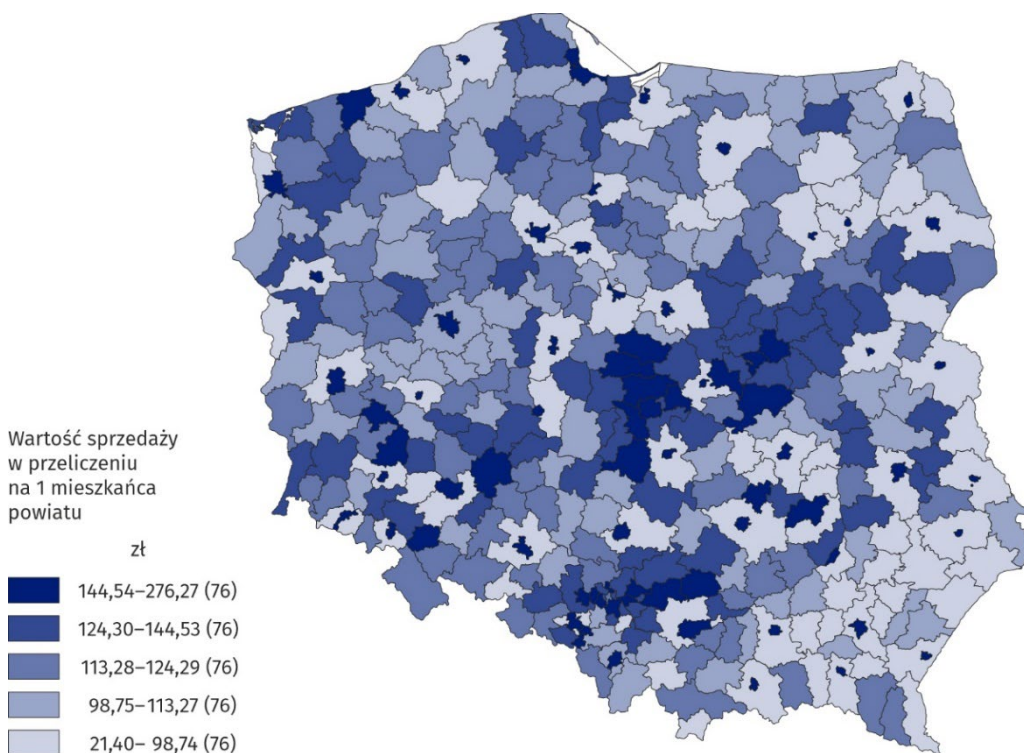 Wartość sprzedaży
w przeliczeniu
na 1 mieszkańca
powiatu
zł
144,54–276,27 (76)
124,30–144,53 (76)
113,28–124,29 (76)
98,75–113,27 (76)
21,40– 98,74 (76)